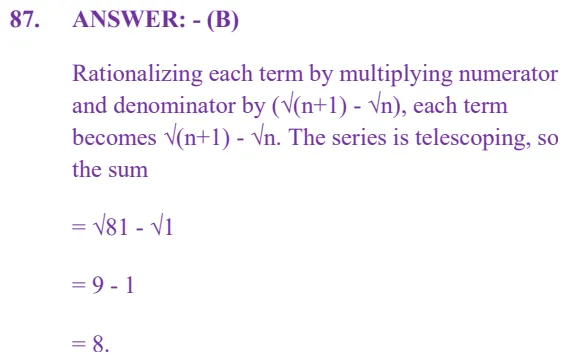 87. ANSWER: - (B)
Rationalizing each term by multiplying numerator
and denominator by (√(n+1) - √n), each term
becomes √(n+1) - √n. The series is telescoping, so
the sum
= √81 - √1
= 9 - 1
= 8.